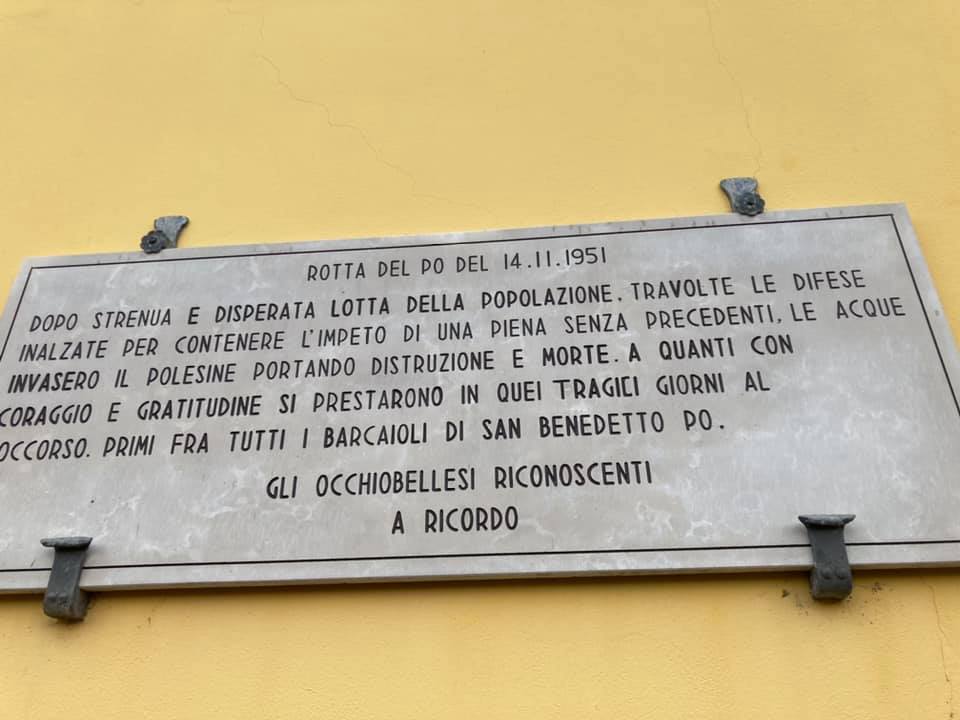 ROTTA DEL PO DEL 14.11.1951
DOPO STRENUA E DISPERATA LOTTA DELLA POPOLAZIONE, TRAVOLTE LE DIFESE
INALZATE PER CONTENERE L'IMPETO DI UNA PIENA SENZA PRECEDENTI, LE ACQUE
INVASERO IL POLESINE PORTANDO DISTRUZIONE E MORTE. A QUANTI CON
CORAGGIO E GRATITUDINE SI PRESTARONO IN QUEI TRAGICI GIORNI AL
OCCORSO. PRIMI FRA TUTTI I BARCAIOLI DI SAN BENEDETTO PO.
GLI OCCHIOBELLESI RICONOSCENTI
A RICORDO